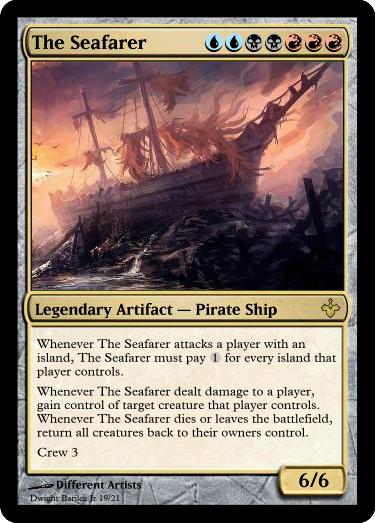 The Seafarer
Legendary Artifact — Pirate Ship
Whenever The Seafarer attacks a player with an
island, The Seafarer must pay 1 for every island that
player controls.
Whenever The Seafarer dealt damage to a player,
gain control of target creature that player controls.
Whenever The Seafarer dies or leaves the battlefield,
return all creatures back to their owners control.
Crew 3
6/6
Different Artists
Dwight Barilea Jr 19/21